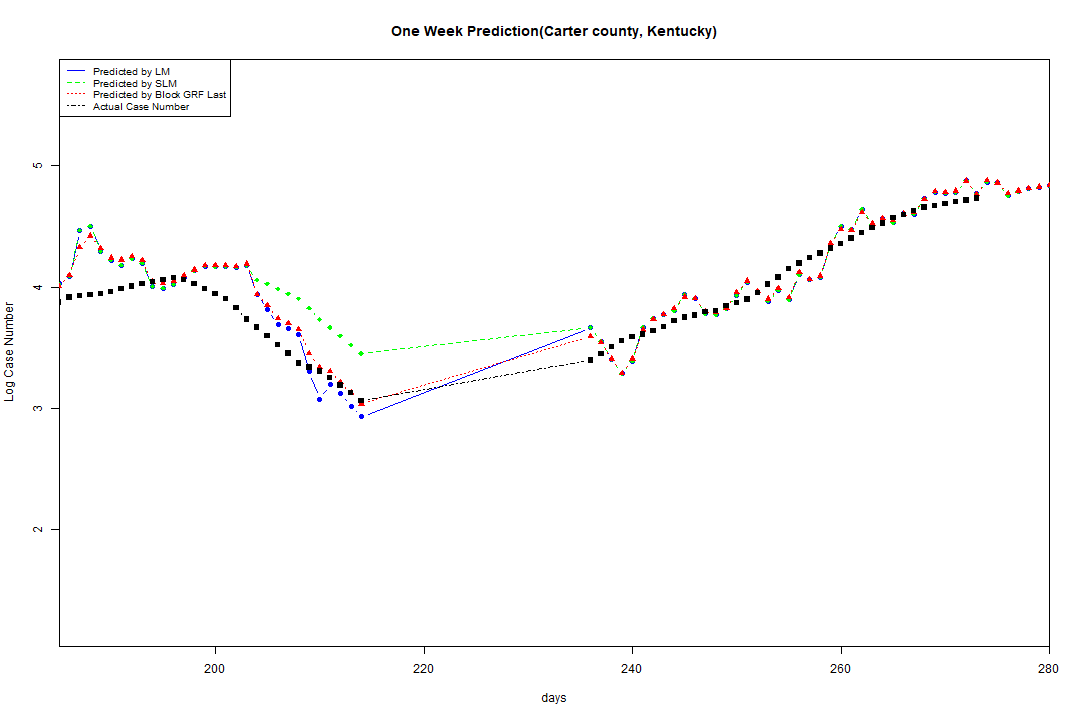 One Week Prediction(Carter county, Kentucky)
Predicted by LM
Predicted by SLM
Predicted by Block GRF Last
Actual Case Number
5
4
3
2
Log Case Number
200 220 240 260 280
days